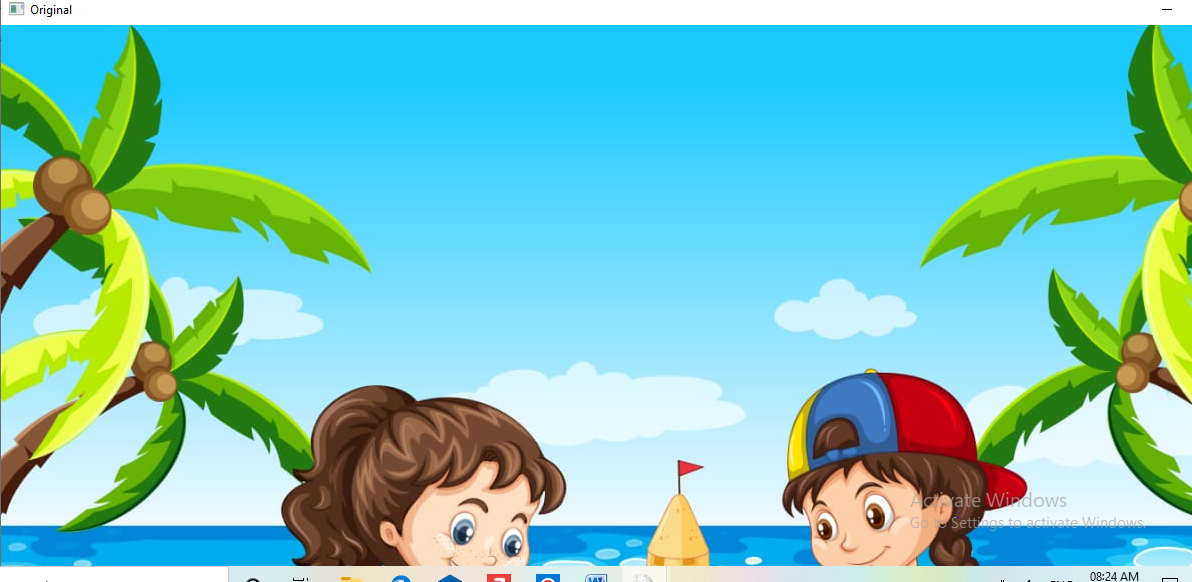 Original
Activate Windows
Go to Settings to activate Windows.
08:24 AM